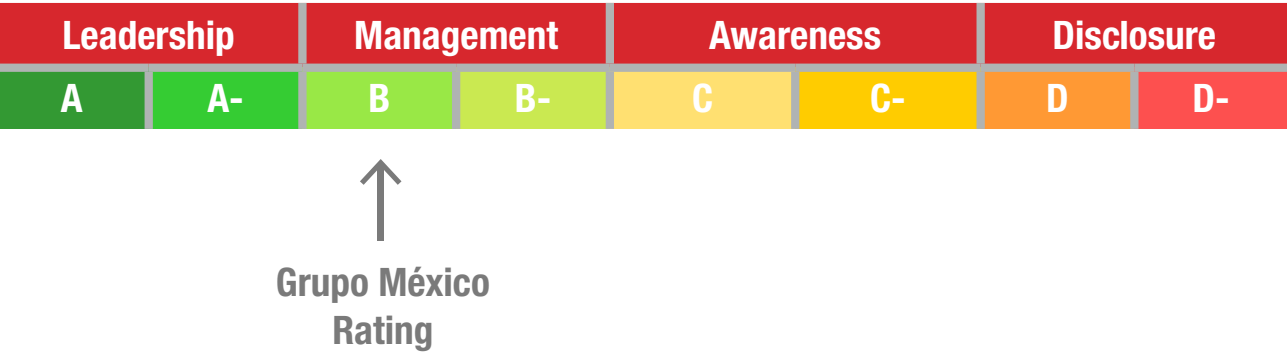 Leadership Management Awareness Disclosure
A A- B B- C C- D D-
Grupo México
Rating